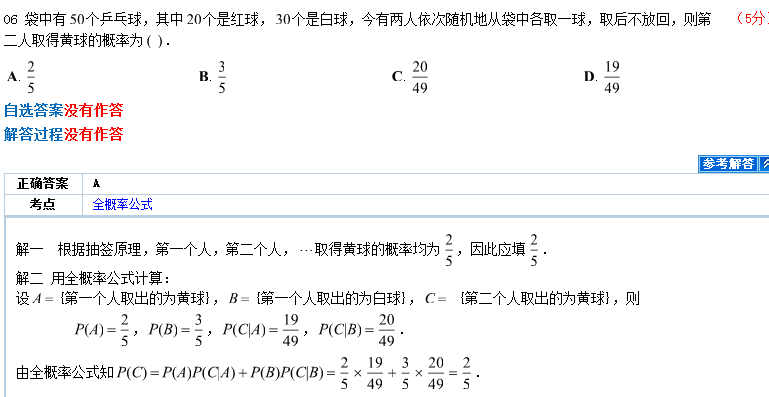 06 袋中有 50个乒乓球，其中 20个是红球， 30个是白球，今有两人依次随机地从袋中各取一球，取后不放回，则第 （5分）
二人取得黄球的概率为 ( ) ．
A. 2/5 B. 3/5 C. 20/49 D. 19/49
自选答案没有作答
解答过程没有作答
参考解答
正确答案 A
考点 全概率公式
解一 根据抽签原理，第一个人，第二个人，⋯取得黄球的概率均为 2/5 ，因此应填 2/5 ．
解二 用全概率公式计算：
设 A = {第一个人取出的为黄球} ， B = {第一个人取出的为白球} ， C = {第二个人取出的为黄球} ，则
P(A) = 2/5 ，P(B) = 3/5 ，P(C|A) = 19/49 ，P(C|B) = 20/49 ．
由全概率公式知 P(C) = P(A)P(C|A) + P(B)P(C|B) = 2/5 × 19/49 + 3/5 × 20/49 = 2/5 ．